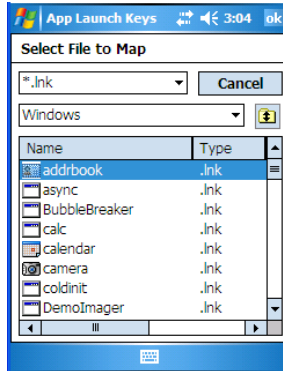 App Launch Keys 3:04 ok
Select File to Map
*.lnk Cancel
Windows
Name Type
addrbook .lnk
async .lnk
BubbleBreaker .lnk
calc .lnk
calendar .lnk
camera .lnk
coldinit .lnk
DemoImager .lnk